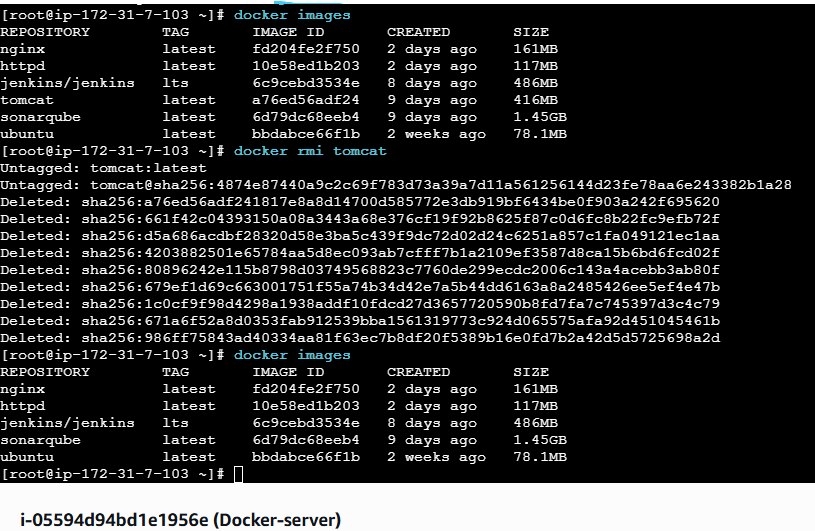 [root@ip-172-31-7-103 ~]# docker images
REPOSITORY TAG IMAGE ID CREATED SIZE
nginx latest fd204fe2f750 2 days ago 161MB
httpd latest 10e58ed1b203 2 days ago 117MB
jenkins/jenkins lts 6c9cebd3534e 8 days ago 486MB
tomcat latest a76ed56adf24 9 days ago 416MB
sonarqube latest 6d79dc68eeb4 9 days ago 1.45GB
ubuntu latest bbdabce66f1b 2 weeks ago 78.1MB
[root@ip-172-31-7-103 ~]# docker rmi tomcat
Untagged: tomcat:latest
Untagged: tomcat@sha256:4874e87440a9c2c69f783d73a39a7d11a561256144d23fe78aa6e243382b1a28
Deleted: sha256:a76ed56adf241817e8a8d14700d585772e3db919bf6434be0f903a242f695620
Deleted: sha256:661f42c04393150a08a3443a68e376cf19f92b8625f87c0d6fc8b22fc9efb72f
Deleted: sha256:d5a686acdbf28320d58e3ba5c439f9dc72d02d24c6251a857c1fa049121ec1aa
Deleted: sha256:4203882501e65784aa5d8ec093ab7cfff7b1a2109ef3587d8ca15b6bd6fcd02f
Deleted: sha256:80896242e115b8798d03749568823c7760de299ecdc2006c143a4acebb3ab80f
Deleted: sha256:679ef1d69c663001751f55a74b34d42e7a5b44dd6163a8a2485426ee5ef4e47b
Deleted: sha256:1c0cf9f98d4298a1938addf10fdcd27d3657720590b8fd7fa7c745397d3c4c79
Deleted: sha256:671a6f52a8d0353fab912539bba1561319773c924d065575afa92d451045461b
Deleted: sha256:986ff75843ad40334aa81f63ec7b8df20f5389b16e0fd7b2a42d5d5725698a2d
[root@ip-172-31-7-103 ~]# docker images
REPOSITORY TAG IMAGE ID CREATED SIZE
nginx latest fd204fe2f750 2 days ago 161MB
httpd latest 10e58ed1b203 2 days ago 117MB
jenkins/jenkins lts 6c9cebd3534e 8 days ago 486MB
sonarqube latest 6d79dc68eeb4 9 days ago 1.45GB
ubuntu latest bbdabce66f1b 2 weeks ago 78.1MB
[root@ip-172-31-7-103 ~]#
i-05594d94bd1e1956e (Docker-server)